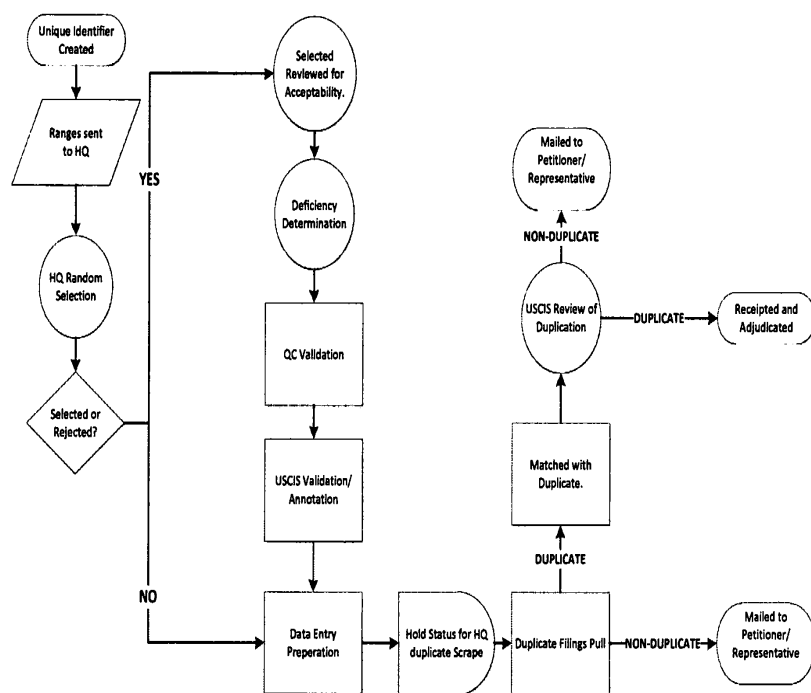 Unique Identifier
Created
Ranges sent
to HQ
HQ Random
Selection
Selected or
Rejected?
YES
NO
Selected
Reviewed for
Acceptability.
Deficiency
Determination
QC Validation
USCIS Validation/
Annotation
Data Entry
Preperation
Hold Status for HQ
duplicate Scrape
Duplicate Filings Pull
NON-DUPLICATE
Mailed to
Petitioner/
Representative
DUPLICATE
Matched with
Duplicate.
USCIS Review of
Duplication
DUPLICATE
Receipted and
Adjudicated
NON-DUPLICATE
Mailed to
Petitioner/
Representative